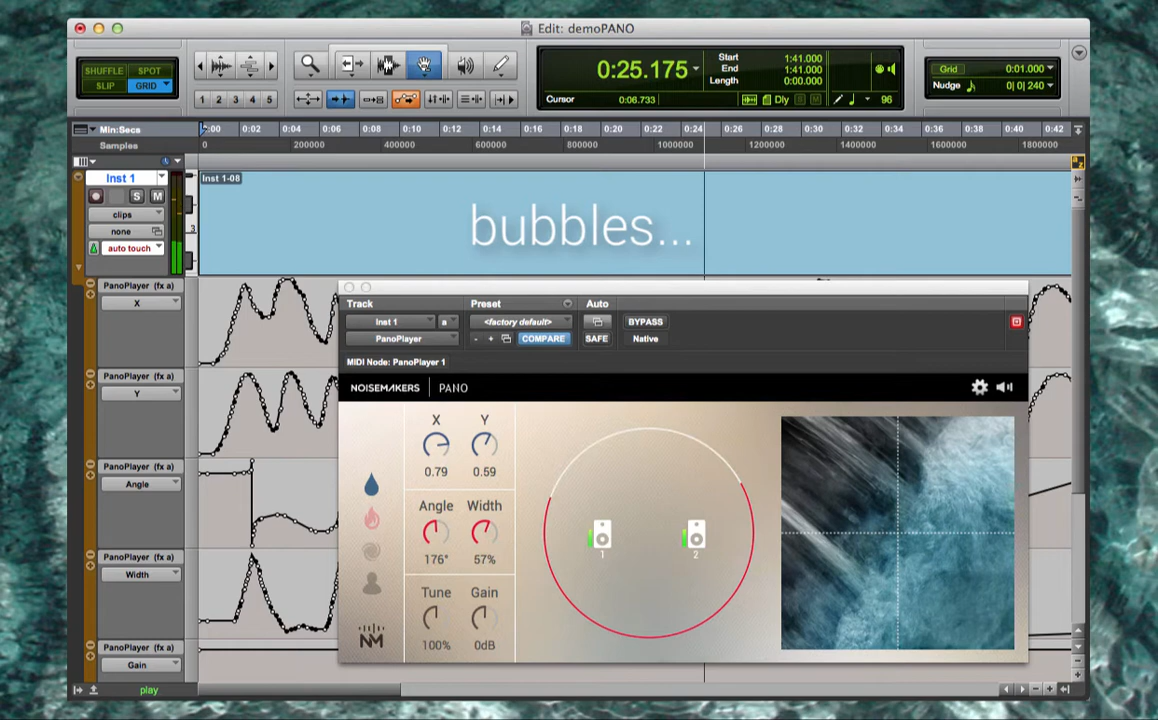 Edit: demoPANO
SHUFFLE SPOT
SLIP GRID
1 2 3 4 5
0:25.175
Start 1:41.000
End 1:41.000
Length 0:00.000
Cursor 0:06.733
Dly S M 96
Grid 0:01.000
Nudge 0| 0| 240
Min:Secs :00 0:02 0:04 0:06 0:08 0:10 0:12 0:14 0:16 0:18 0:20 0:22 0:24 0:26 0:28 0:30 0:32 0:34 0:36 0:38 0:40 0:42
Samples 0 200000 400000 600000 800000 1000000 1200000 1400000 1600000 1800000
a z
Inst 1
Inst 1-08
S M
clips
none
3
auto touch
bubbles...
PanoPlayer (fx a)
X
PanoPlayer (fx a)
Y
PanoPlayer (fx a)
Angle
PanoPlayer (fx a)
Width
PanoPlayer (fx a)
Gain
play
Track Preset Auto
Inst 1 a <factory default> BYPASS
PanoPlayer - + COMPARE SAFE Native
MIDI Node: PanoPlayer 1
NOISEMAKERS PANO
X Y
0.79 0.59
Angle Width
176° 57%
Tune Gain
100% 0dB
NM
1 2